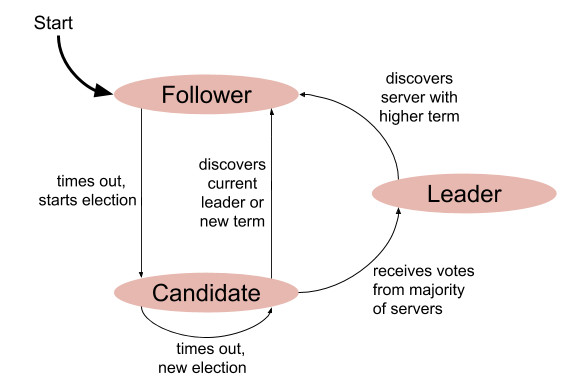 Start
Follower
discovers
server with
higher term
times out,
starts election
discovers
current
leader or
new term
Leader
Candidate
receives votes
from majority
of servers
times out,
new election